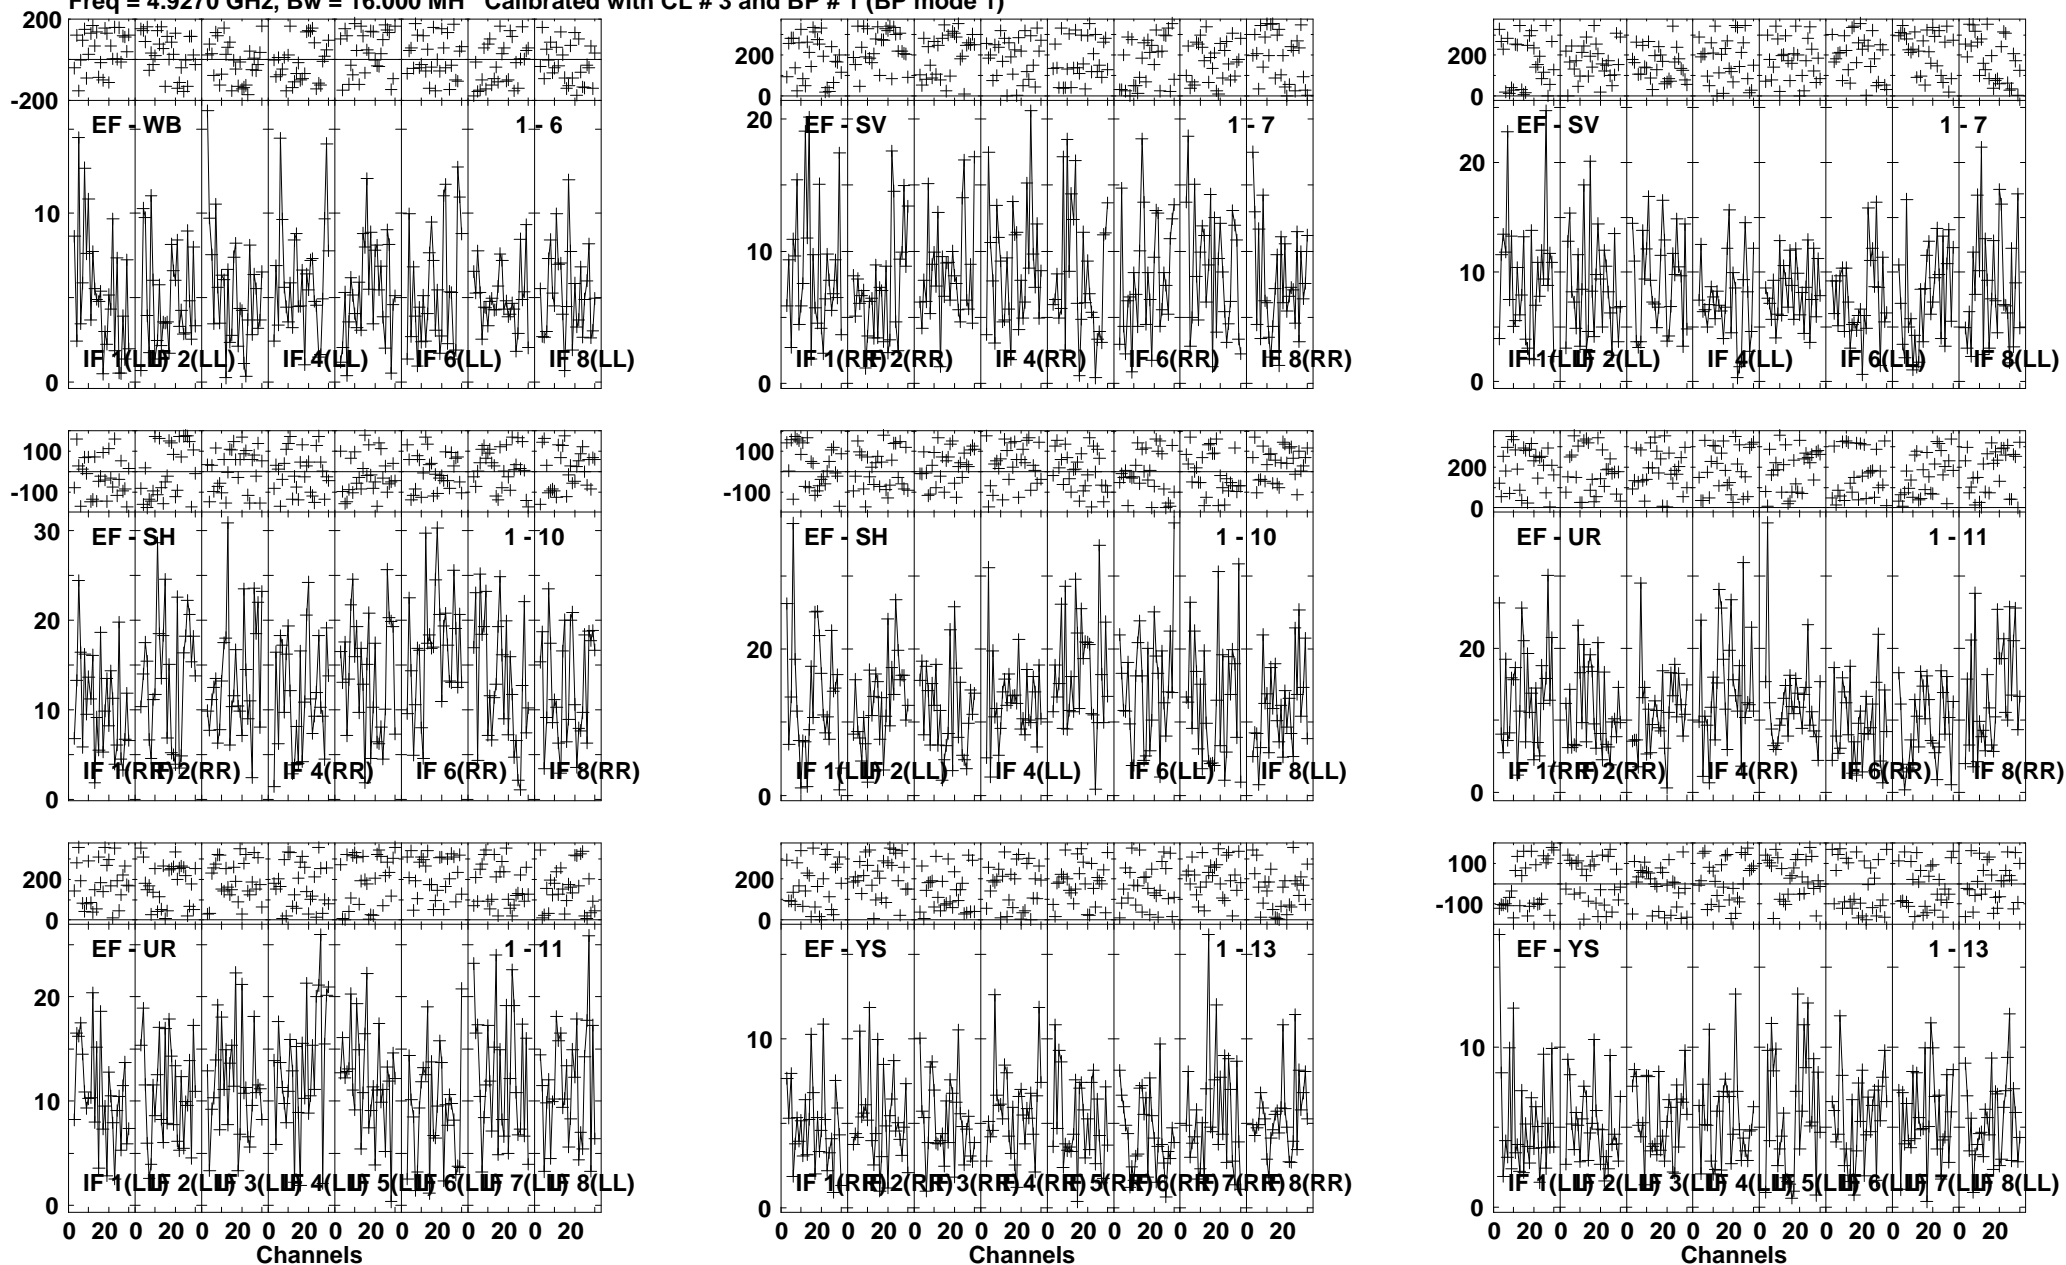 Freq = 4.9270 GHz, Bw = 16.000 MH Calibrated with CL # 3 and BP # 1 (BP mode 1)
200
-200
EF - WB 1 - 6
10
0
IF 1(LL) IF 2(LL) IF 4(LL) IF 6(LL) IF 8(LL)
200
0
20
EF - SV 1 - 7
10
0
IF 1(RR) IF 2(RR) IF 4(RR) IF 6(RR) IF 8(RR)
200
0
EF - SV 1 - 7
20
10
0
IF 1(LL) IF 2(LL) IF 4(LL) IF 6(LL) IF 8(LL)
100
-100
30
EF - SH 1 - 10
20
10
0
IF 1(RR) IF 2(RR) IF 4(RR) IF 6(RR) IF 8(RR)
100
-100
EF - SH 1 - 10
20
0
IF 1(LL) IF 2(LL) IF 4(LL) IF 6(LL) IF 8(LL)
200
0
EF - UR 1 - 11
20
0
IF 1(RR) IF 2(RR) IF 4(RR) IF 6(RR) IF 8(RR)
200
0
EF - UR 1 - 11
20
10
0
IF 1(LL) IF 2(LL) IF 3(LL) IF 4(LL) IF 5(LL) IF 6(LL) IF 7(LL) IF 8(LL)
0 20 0 20 0 20 0 20 0 20 0 20 0 20 0 20
Channels
200
0
EF - YS 1 - 13
10
0
IF 1(RR) IF 2(RR) IF 3(RR) IF 4(RR) IF 5(RR) IF 6(RR) IF 7(RR) IF 8(RR)
0 20 0 20 0 20 0 20 0 20 0 20 0 20 0 20
Channels
100
-100
EF - YS 1 - 13
10
0
IF 1(LL) IF 2(LL) IF 3(LL) IF 4(LL) IF 5(LL) IF 6(LL) IF 7(LL) IF 8(LL)
0 20 0 20 0 20 0 20 0 20 0 20 0 20 0 20
Channels